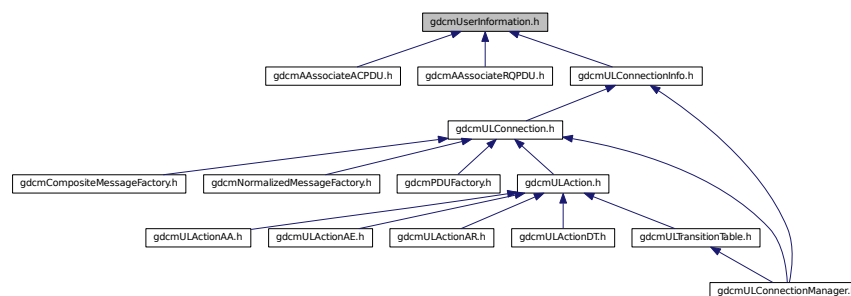 gdcmUserInformation.h
gdcmAAssociateACPDU.h
gdcmAAssociateRQPDU.h
gdcmULConnectionInfo.h
gdcmULConnection.h
gdcmCompositeMessageFactory.h
gdcmNormalizedMessageFactory.h
gdcmPDUFactory.h
gdcmULAction.h
gdcmULActionAA.h
gdcmULActionAE.h
gdcmULActionAR.h
gdcmULActionDT.h
gdcmULTransitionTable.h
gdcmULConnectionManager.